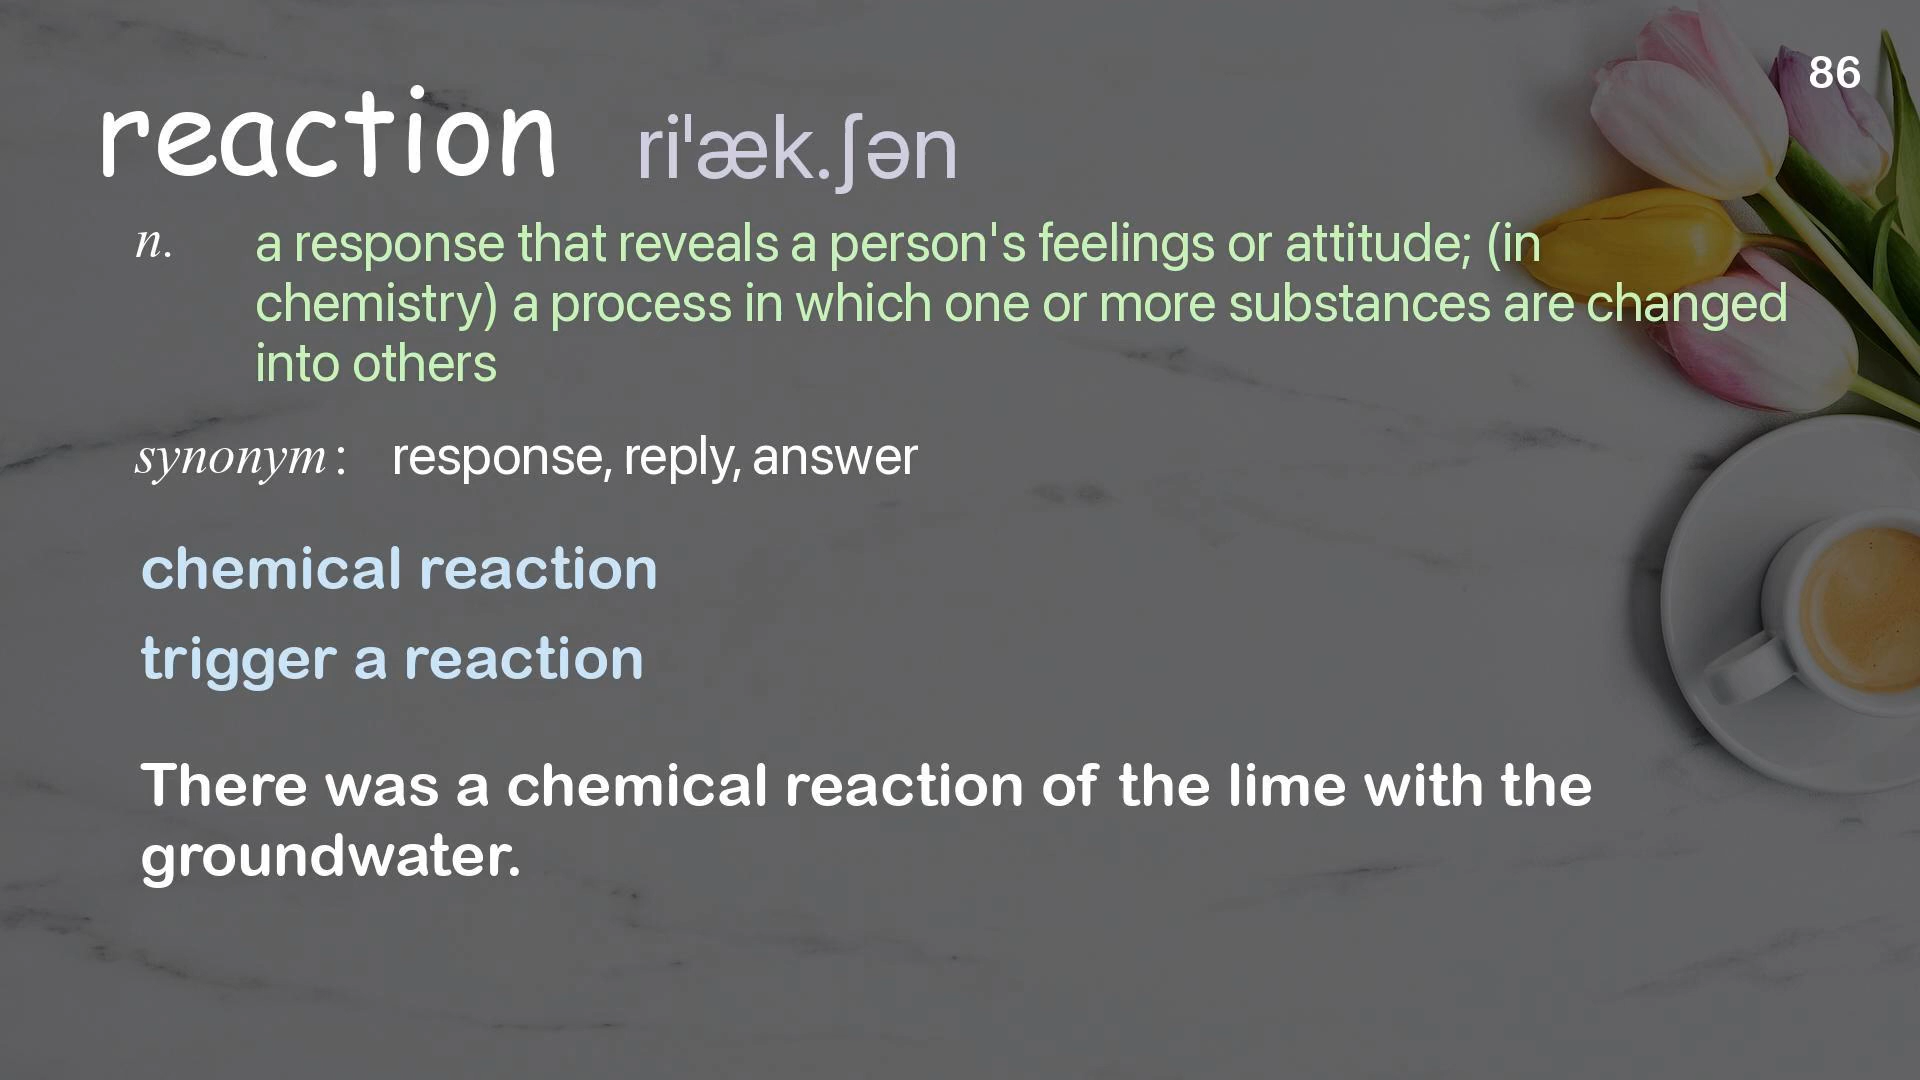 86
reaction riˈæk.ʃən
n. a response that reveals a person's feelings or attitude; (in
chemistry) a process in which one or more substances are changed
into others
synonym: response, reply, answer
chemical reaction
trigger a reaction
There was a chemical reaction of the lime with the
groundwater.